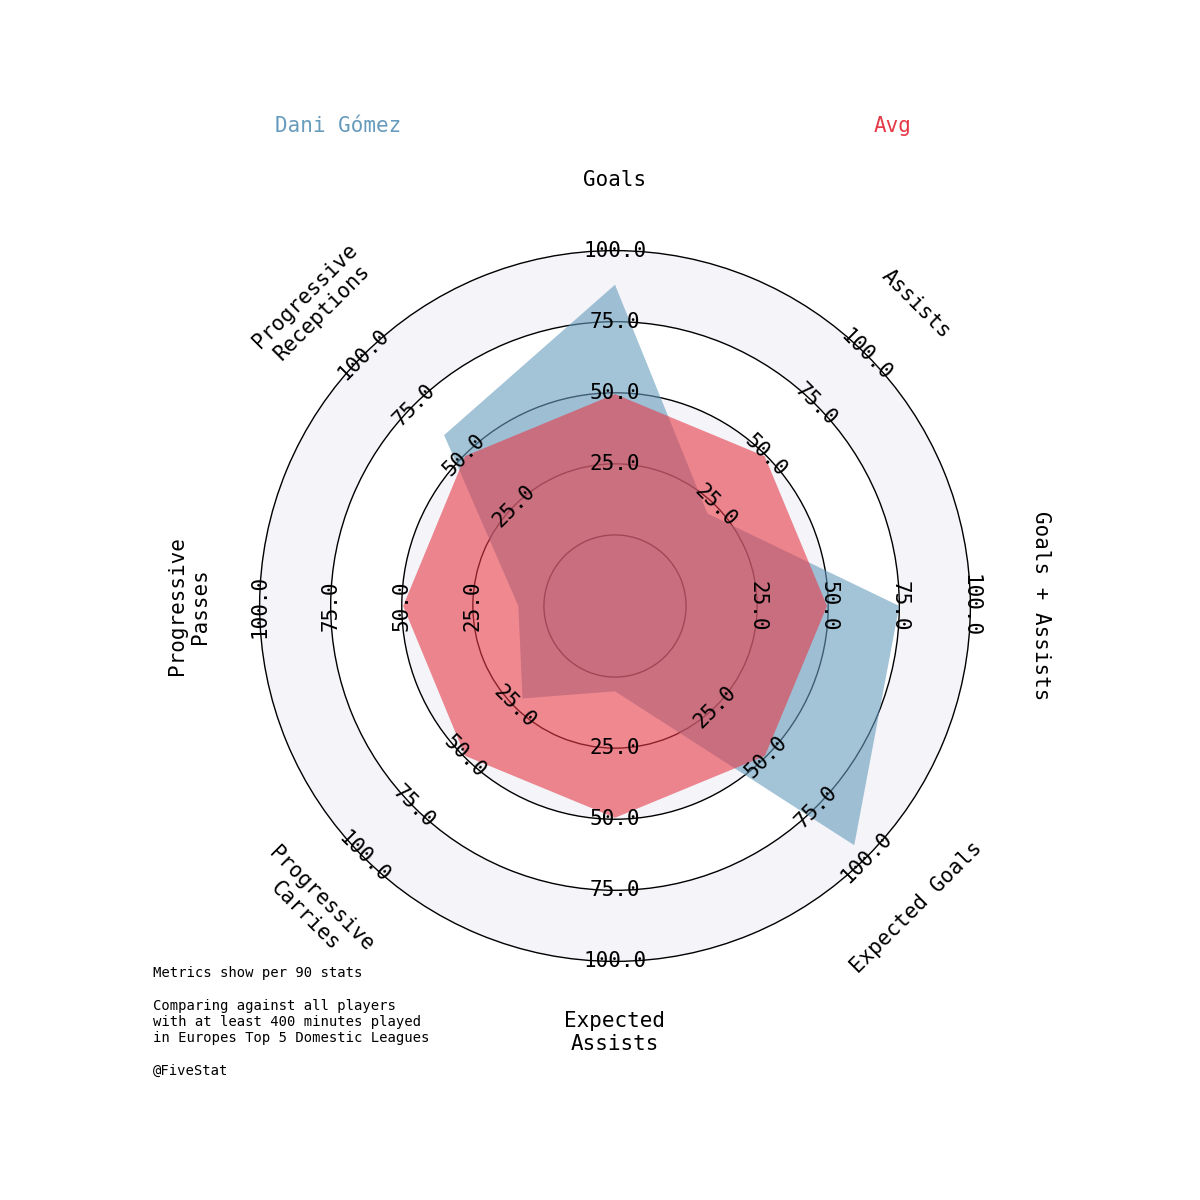 Dani Gómez
Avg
Goals
Assists
Goals + Assists
Expected Goals
Expected
Assists
Progressive
Carries
Progressive
Passes
Progressive
Receptions
25.0
50.0
75.0
100.0
25.0
50.0
75.0
100.0
25.0
50.0
75.0
100.0
25.0
50.0
75.0
100.0
25.0
50.0
75.0
100.0
25.0
50.0
75.0
100.0
25.0
50.0
75.0
100.0
25.0
50.0
75.0
100.0
Metrics show per 90 stats
Comparing against all players
with at least 400 minutes played
in Europes Top 5 Domestic Leagues
@FiveStat